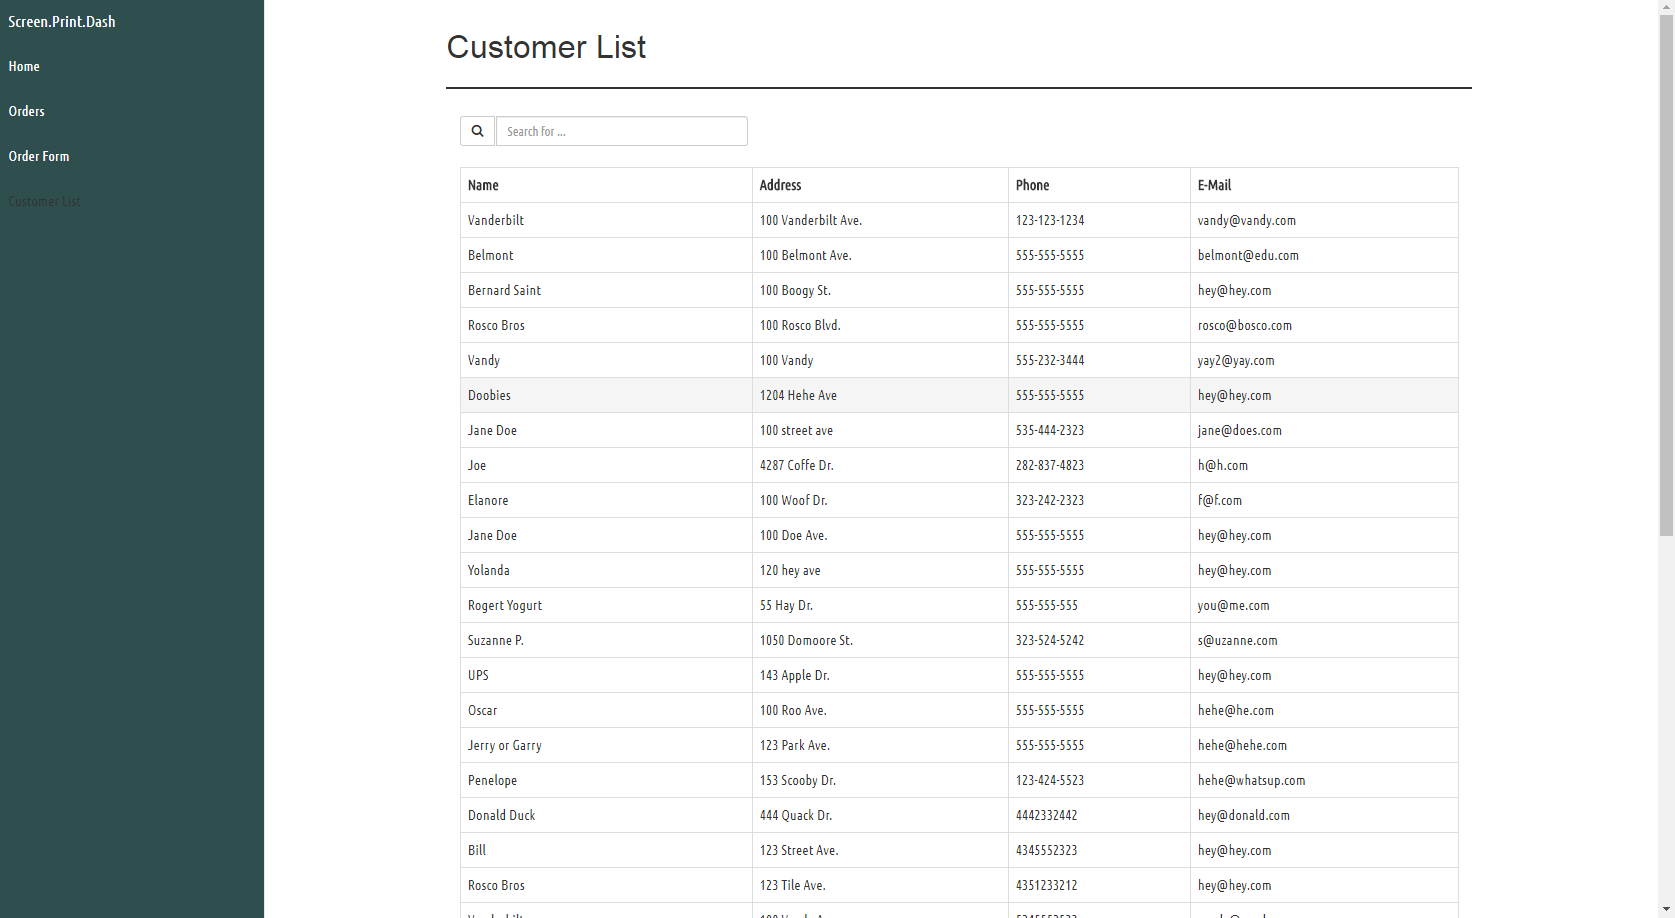 Screen.Print.Dash
Home
Orders
Order Form
Customer List
Customer List
Search for ...
Name Address Phone E-Mail
Vanderbilt 100 Vanderbilt Ave. 123-123-1234 vandy@vandy.com
Belmont 100 Belmont Ave. 555-555-5555 belmont@edu.com
Bernard Saint 100 Boogy St. 555-555-5555 hey@hey.com
Rosco Bros 100 Rosco Blvd. 555-555-5555 rosco@bosco.com
Vandy 100 Vandy 555-232-3444 yay2@yay.com
Doobies 1204 Hehe Ave 555-555-5555 hey@hey.com
Jane Doe 100 street ave 535-444-2323 jane@does.com
Joe 4287 Coffe Dr. 282-837-4823 h@h.com
Elanore 100 Woof Dr. 323-242-2323 f@f.com
Jane Doe 100 Doe Ave. 555-555-5555 hey@hey.com
Yolanda 120 hey ave 555-555-5555 hey@hey.com
Rogert Yogurt 55 Hay Dr. 555-555-555 you@me.com
Suzanne P. 1050 Domoore St. 323-524-5242 s@uzanne.com
UPS 143 Apple Dr. 555-555-5555 hey@hey.com
Oscar 100 Roo Ave. 555-555-5555 hehe@he.com
Jerry or Garry 123 Park Ave. 555-555-5555 hehe@hehe.com
Penelope 153 Scooby Dr. 123-424-5523 hehe@whatsup.com
Donald Duck 444 Quack Dr. 4442332442 hey@donald.com
Bill 123 Street Ave. 4345552323 hey@hey.com
Rosco Bros 123 Tile Ave. 4351233212 hey@hey.com